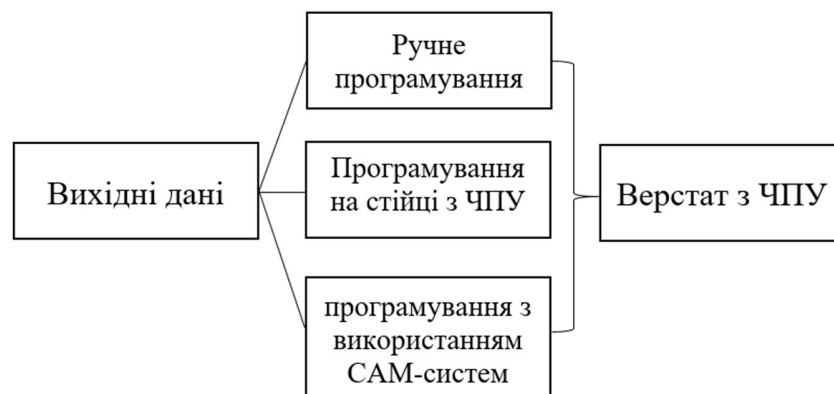 Вихідні дані
Ручне
програмування
Програмування
на стійці з ЧПУ
програмування з
використанням
САМ-систем
Верстат з ЧПУ